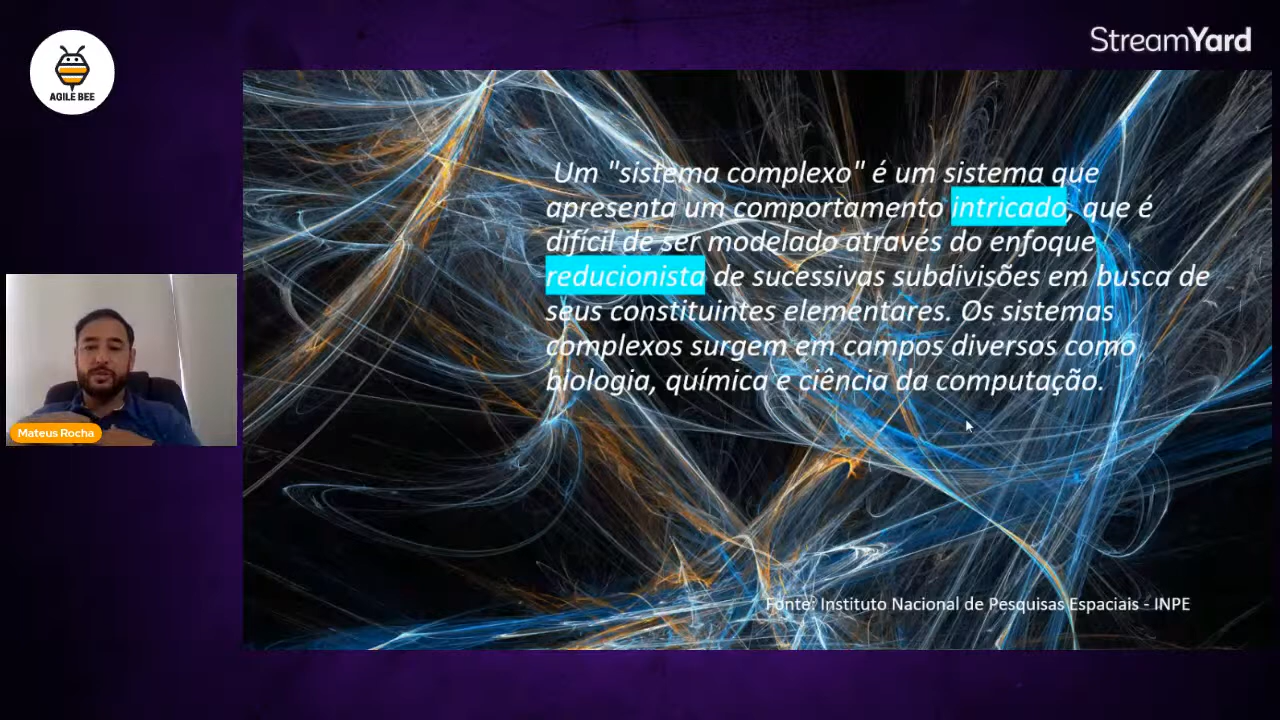 AGILE BEE
StreamYard
Um "sistema complexo" é um sistema que
apresenta um comportamento intricado, que é
difícil de ser modelado através do enfoque
reducionista de sucessivas subdivisões em busca de
seus constituintes elementares. Os sistemas
complexos surgem em campos diversos como
biologia, química e ciência da computação.
Mateus Rocha
Fonte: Instituto Nacional de Pesquisas Espaciais - INPE